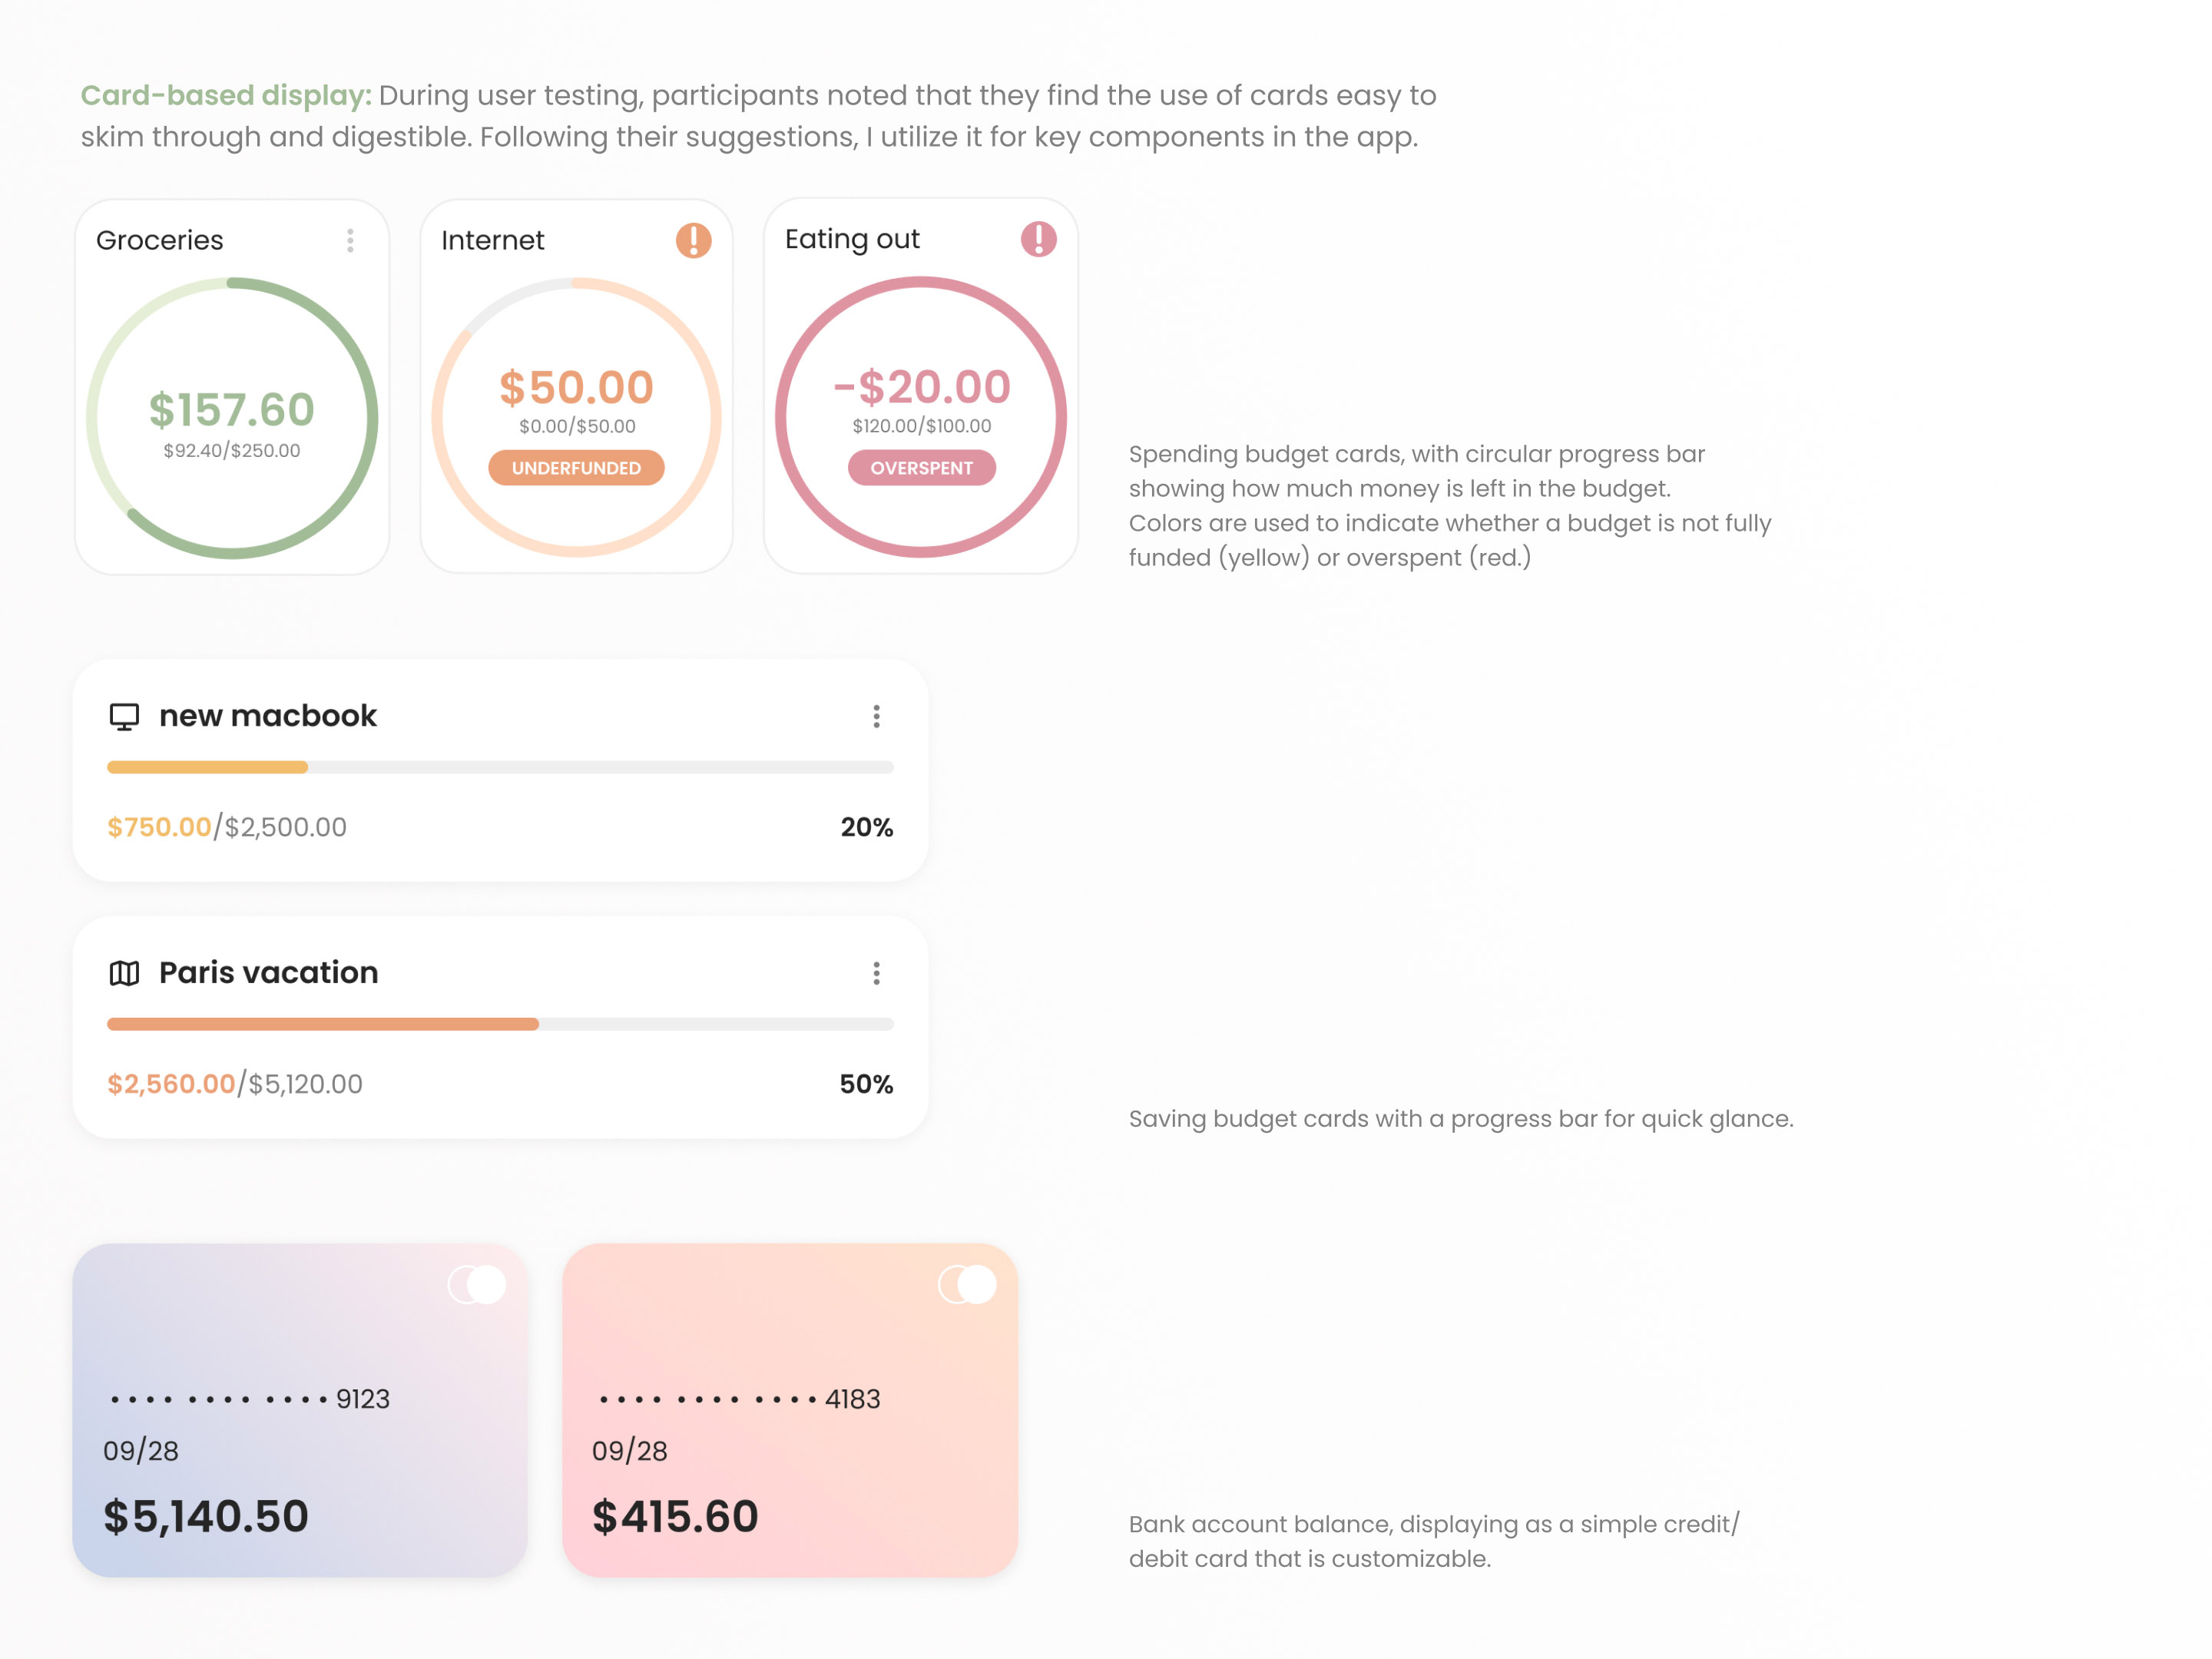 Card-based display: During user testing, participants noted that they find the use of cards easy to
skim through and digestible. Following their suggestions, I utilize it for key components in the app.
Groceries
$157.60
$92.40/$250.00
Internet
$50.00
$0.00/$50.00
UNDERFUNDED
Eating out
-$20.00
$120.00/$100.00
OVERSPENT
Spending budget cards, with circular progress bar
showing how much money is left in the budget.
Colors are used to indicate whether a budget is not fully
funded (yellow) or overspent (red.)
new macbook
$750.00/$2,500.00 20%
Paris vacation
$2,560.00/$5,120.00 50%
Saving budget cards with a progress bar for quick glance.
•••• •••• •••• 9123
09/28
$5,140.50
•••• •••• •••• 4183
09/28
$415.60
Bank account balance, displaying as a simple credit/
debit card that is customizable.